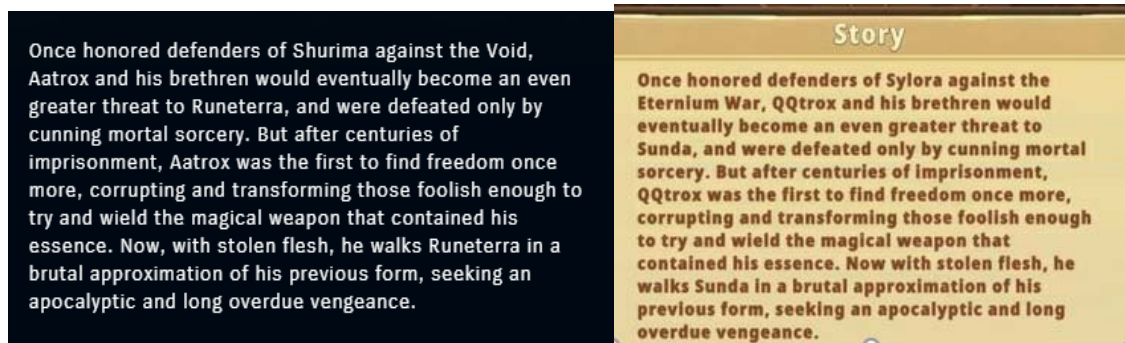 Once honored defenders of Shurima against the Void,
Aatrox and his brethren would eventually become an even
greater threat to Runeterra, and were defeated only by
cunning mortal sorcery. But after centuries of
imprisonment, Aatrox was the first to find freedom once
more, corrupting and transforming those foolish enough to
try and wield the magical weapon that contained his
essence. Now, with stolen flesh, he walks Runeterra in a
brutal approximation of his previous form, seeking an
apocalyptic and long overdue vengeance.
Story
Once honored defenders of Sylora against the
Eternium War, QQtrox and his brethren would
eventually become an even greater threat to
Sunda, and were defeated only by cunning mortal
sorcery. But after centuries of imprisonment,
QQtrox was the first to find freedom once more,
corrupting and transforming those foolish enough
to try and wield the magical weapon that
contained his essence. Now with stolen flesh, he
walks Sunda in a brutal approximation of his
previous form, seeking an apocalyptic and long
overdue vengeance.